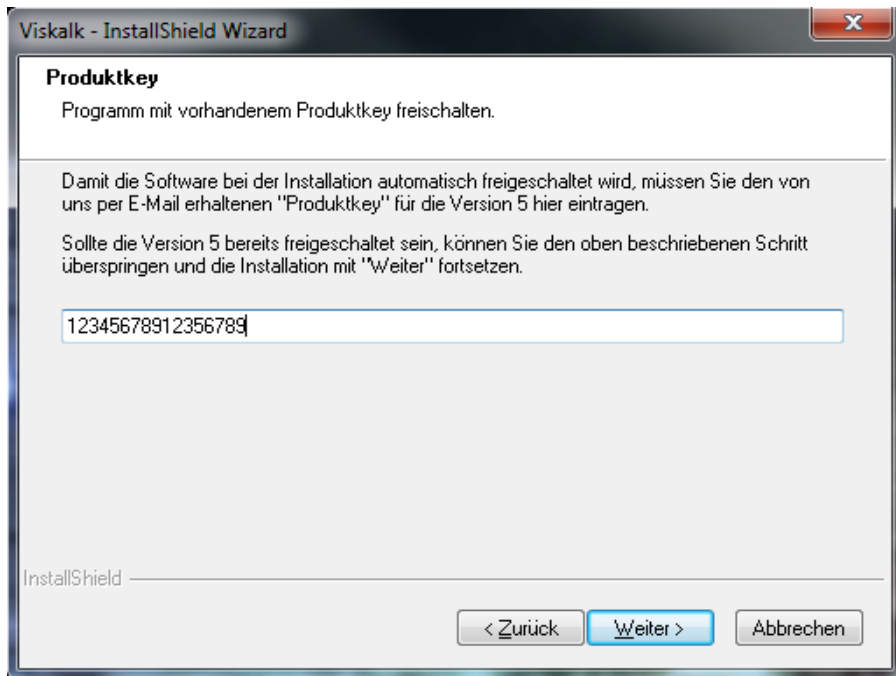 Viskalk - InstallShield Wizard
Produktkey
Programm mit vorhandenem Produktkey freischalten.
Damit die Software bei der Installation automatisch freigeschaltet wird, müssen Sie den von
uns per E-Mail erhaltenen "Produktkey" für die Version 5 hier eintragen.
Sollte die Version 5 bereits freigeschaltet sein, können Sie den oben beschriebenen Schritt
überspringen und die Installation mit "Weiter" fortsetzen.
12345678912356789
InstallShield
< Zurück Weiter > Abbrechen